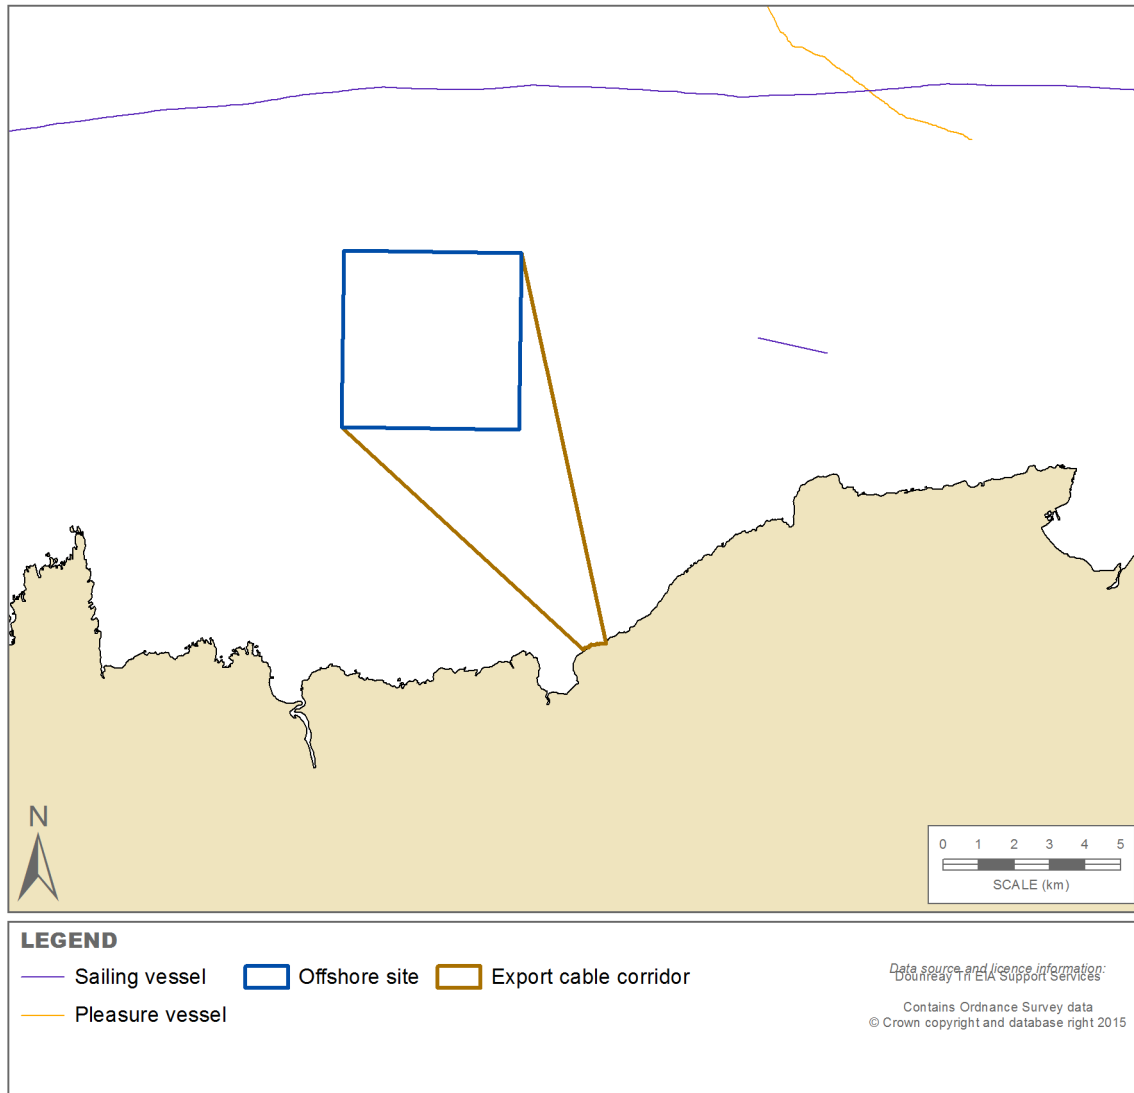 N
0 1 2 3 4 5
SCALE (km)
LEGEND
Sailing vessel
Offshore site
Export cable corridor
Pleasure vessel
Data source and licence information:
Dounreay Tri EIA Support Services
Contains Ordnance Survey data
© Crown copyright and database right 2015